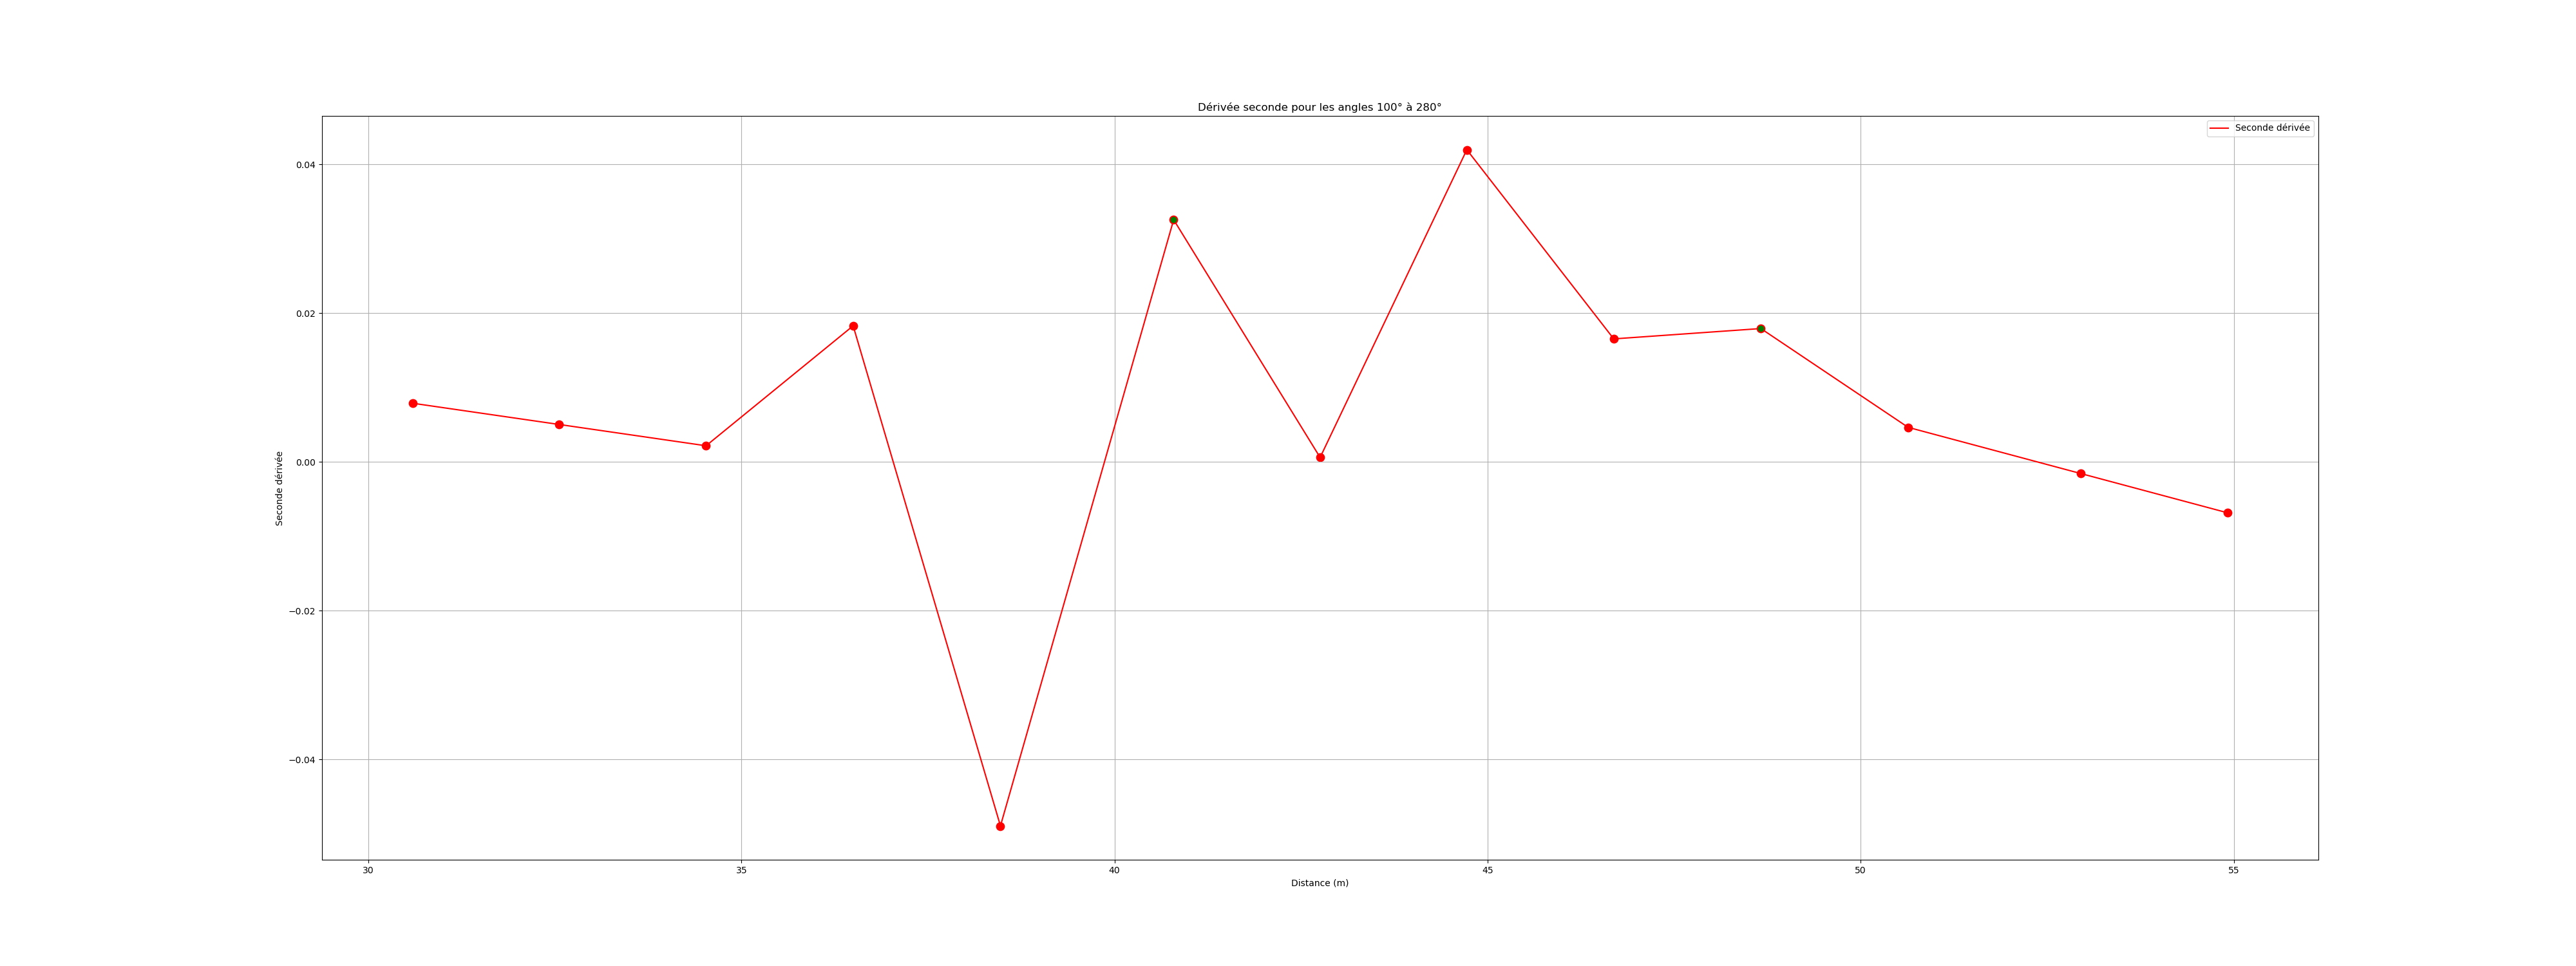 Dérivée seconde pour les angles 100° à 280°
Seconde dérivée
0.04
0.02
0.00
−0.02
−0.04
Seconde dérivée
30
35
40
45
50
55
Distance (m)